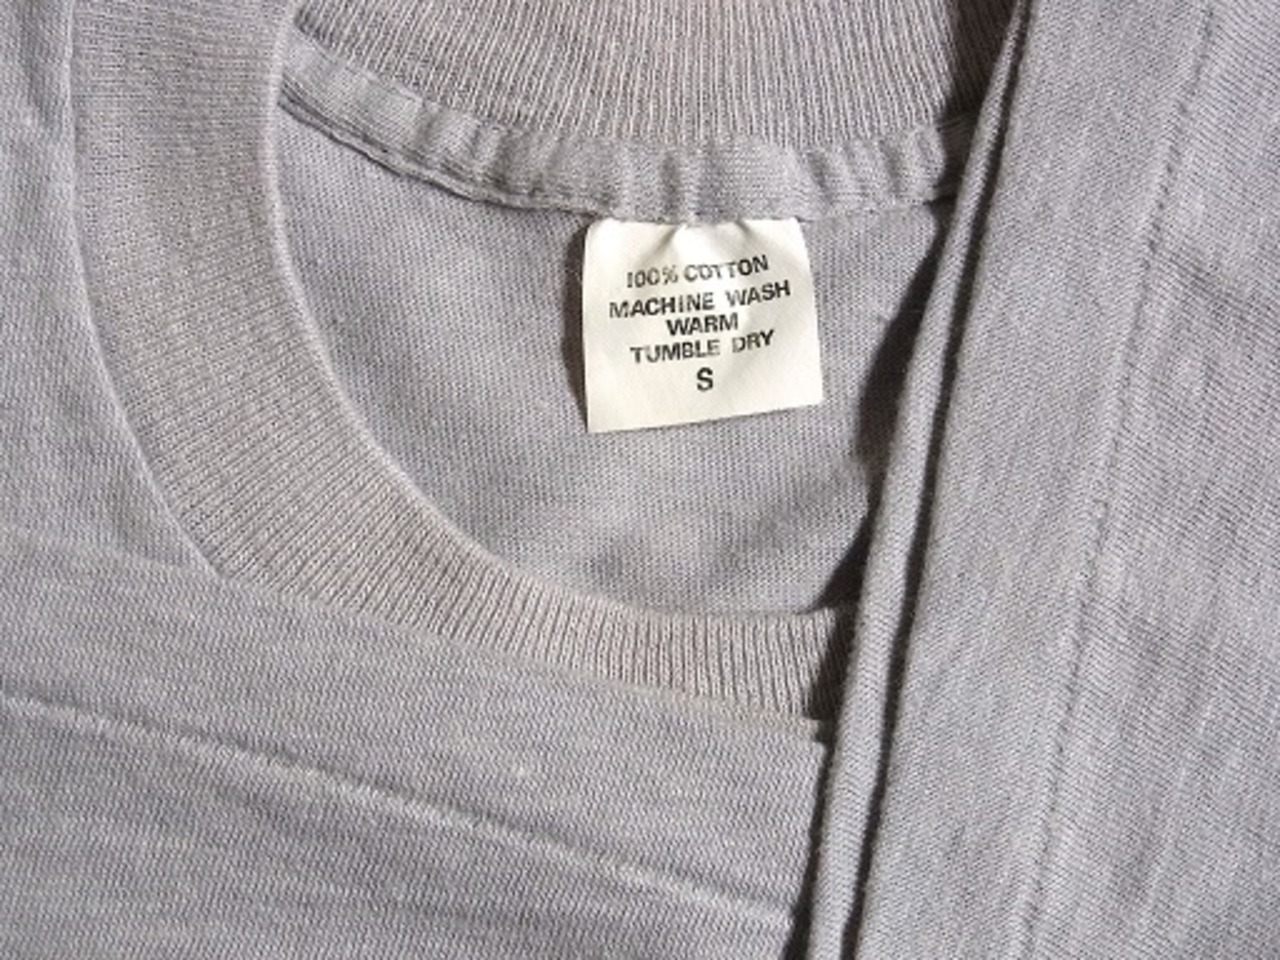 100% COTTON
MACHINE WASH
WARM
TUMBLE DRY
S